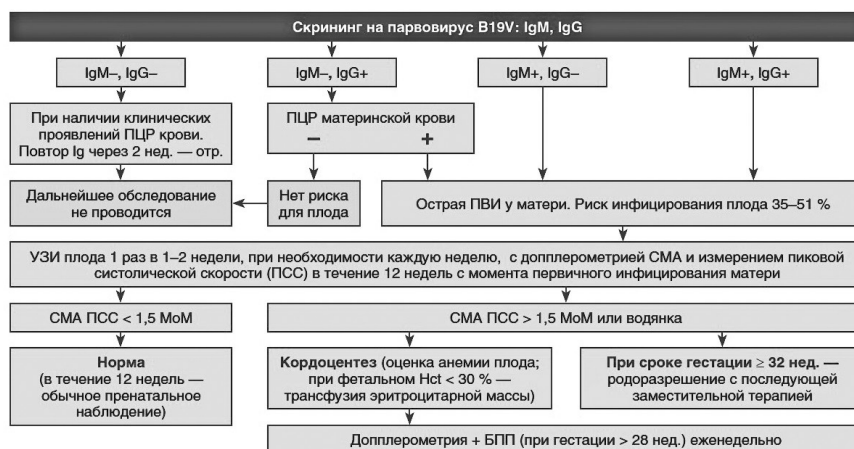 Скрининг на парвовирус B19V: IgM, IgG
IgM–, IgG–
IgM–, IgG+
IgM+, IgG–
IgM+, IgG+
При наличии клинических
проявлений ПЦР крови.
Повтор Ig через 2 нед. — отр.
ПЦР материнской крови
– +
Дальнейшее обследование
не проводится
Нет риска
для плода
Острая ПВИ у матери. Риск инфицирования плода 35–51 %
УЗИ плода 1 раз в 1–2 недели, при необходимости каждую неделю, с допплерометрией СМА и измерением пиковой
систолической скорости (ПСС) в течение 12 недель с момента первичного инфицирования матери
СМА ПСС < 1,5 МоМ
СМА ПСС > 1,5 МоМ или водянка
Норма
(в течение 12 недель —
обычное пренатальное
наблюдение)
Кордоцентез (оценка анемии плода;
при фетальном Hct < 30 % —
трансфузия эритроцитарной массы)
При сроке гестации ≥ 32 нед. —
родоразрешение с последующей
заместительной терапией
Допплерометрия + БПП (при гестации > 28 нед.) еженедельно